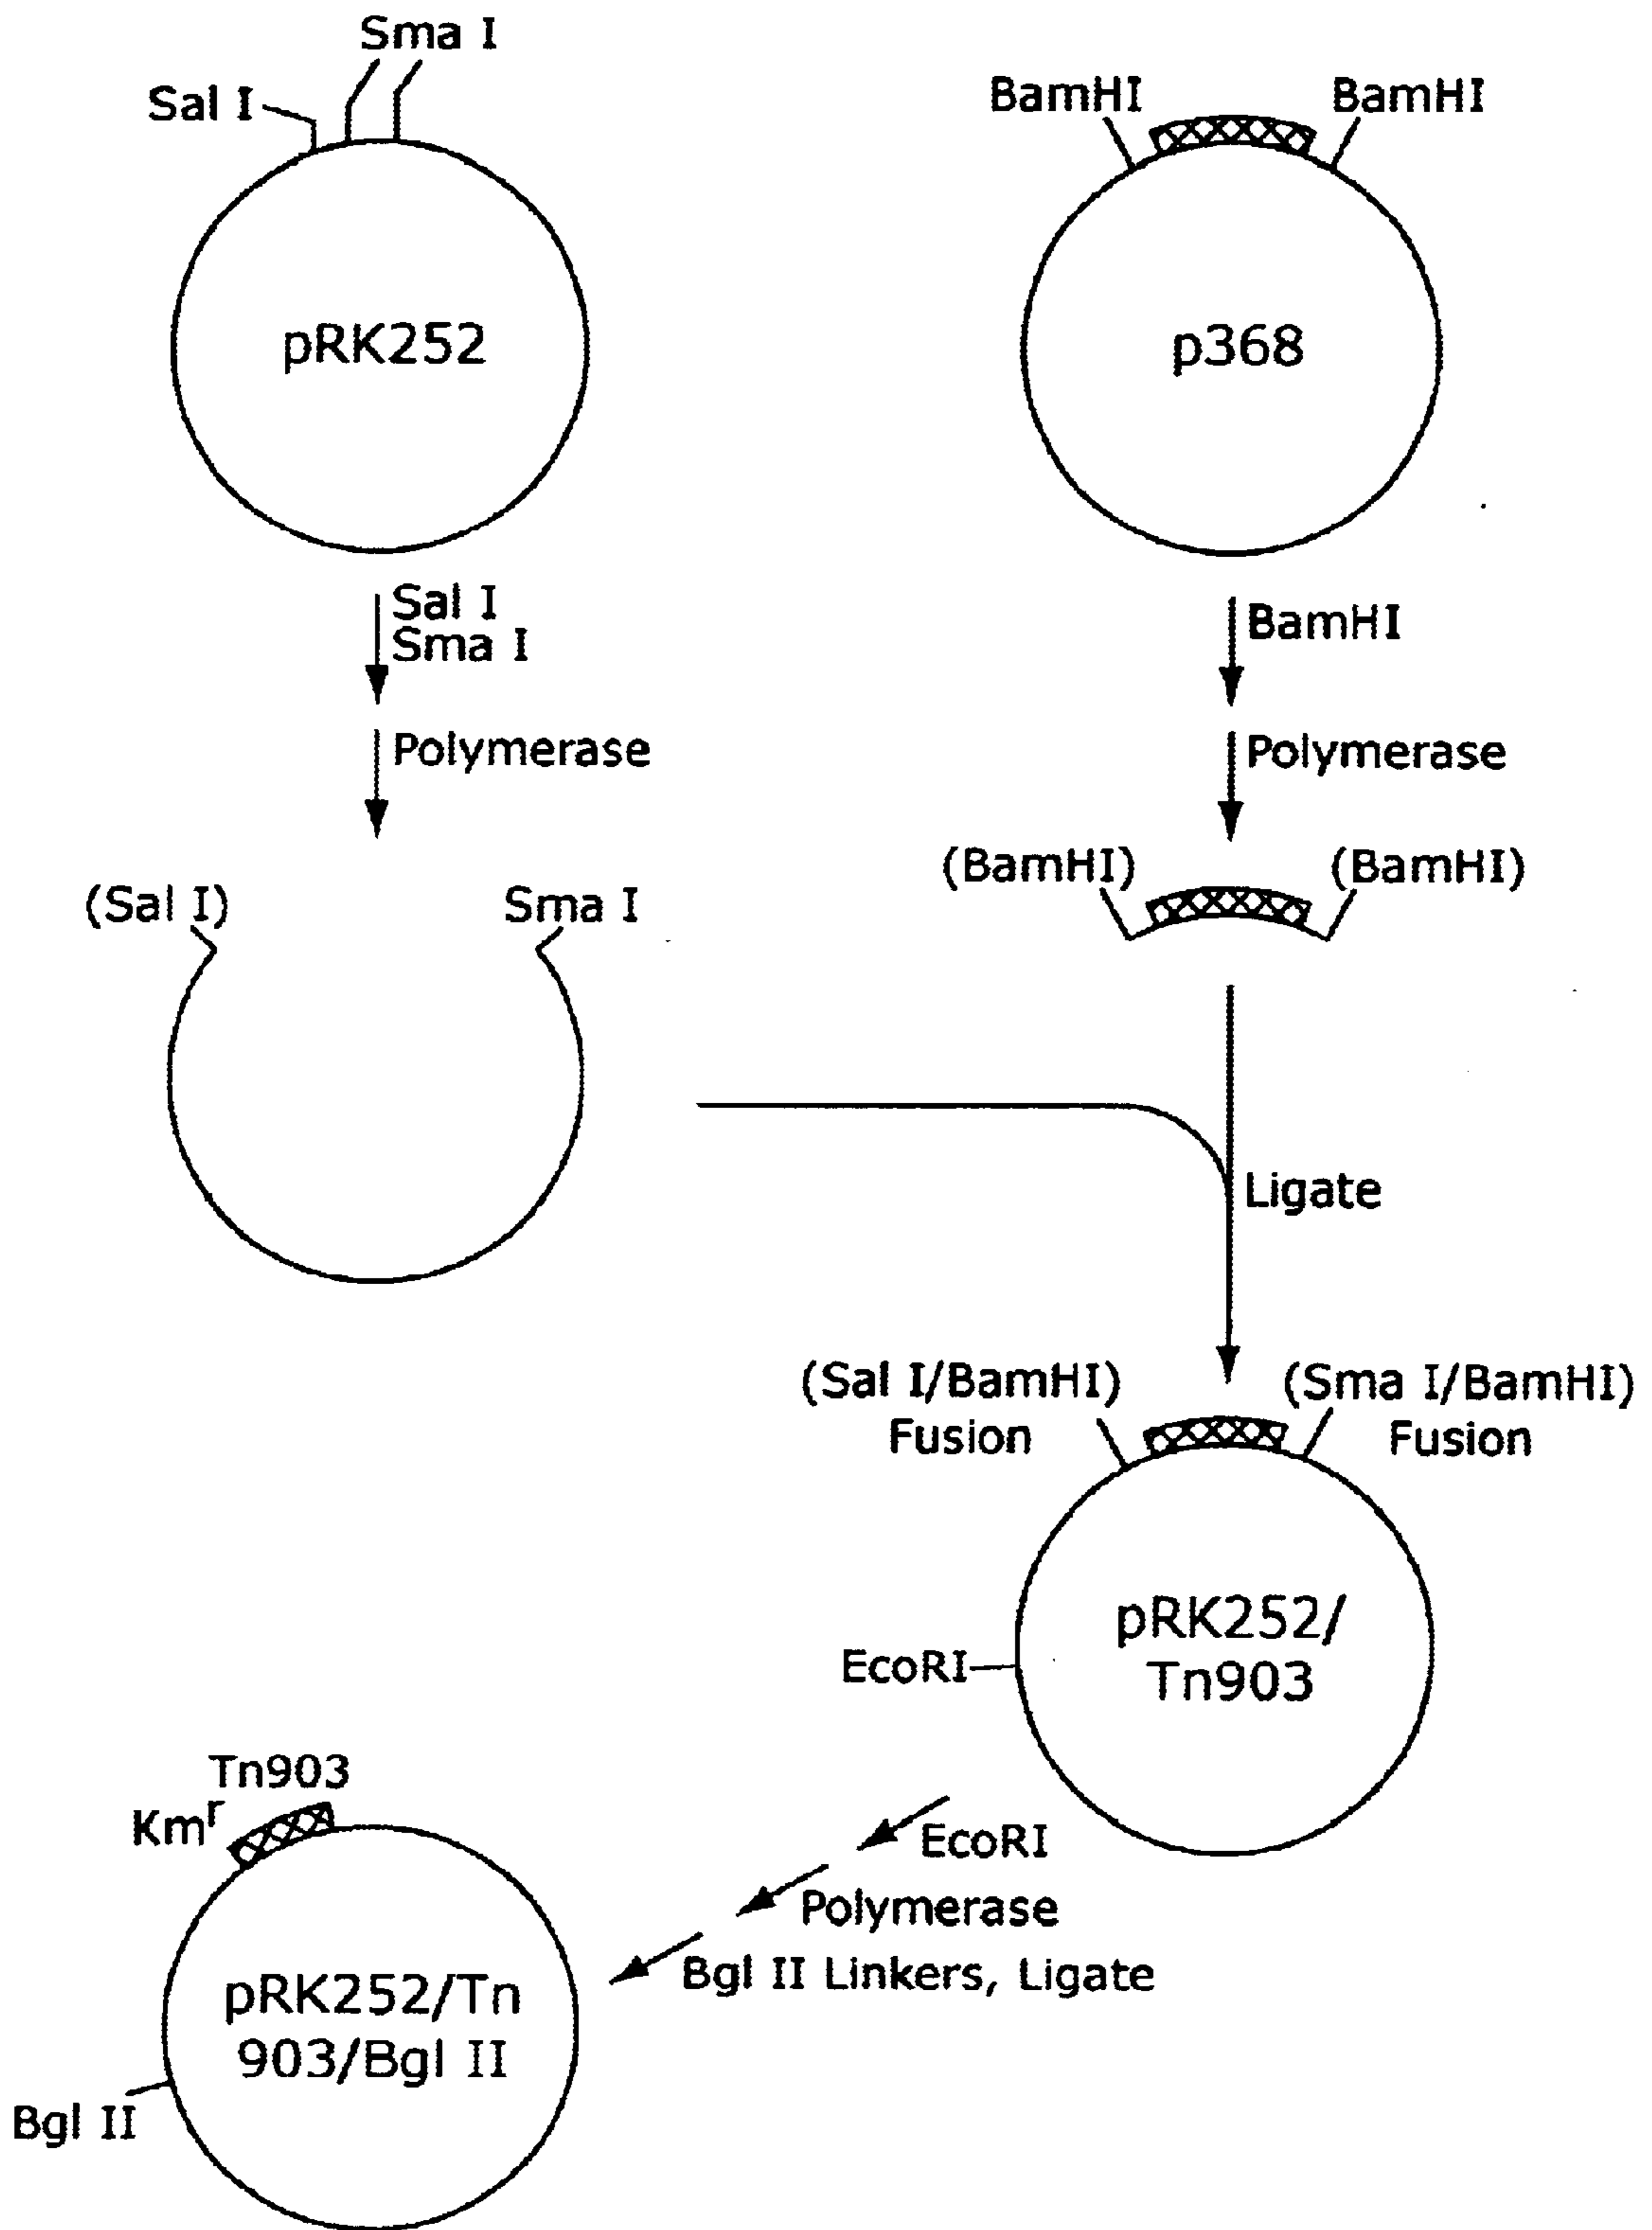 Sma I
Sal I
pRK252
BamHI
BamHI
p368
Sal I
Sma I
Polymerase
BamHI
Polymerase
(Sal I)
Sma I
(BamHI)
(BamHI)
Ligate
(Sal I/BamHI)
Fusion
(Sma I/BamHI)
Fusion
pRK252/
Tn903
EcoRI
EcoRI
Polymerase
Bgl II Linkers, Ligate
Tn903
Kmʳ
pRK252/Tn
903/Bgl II
Bgl II